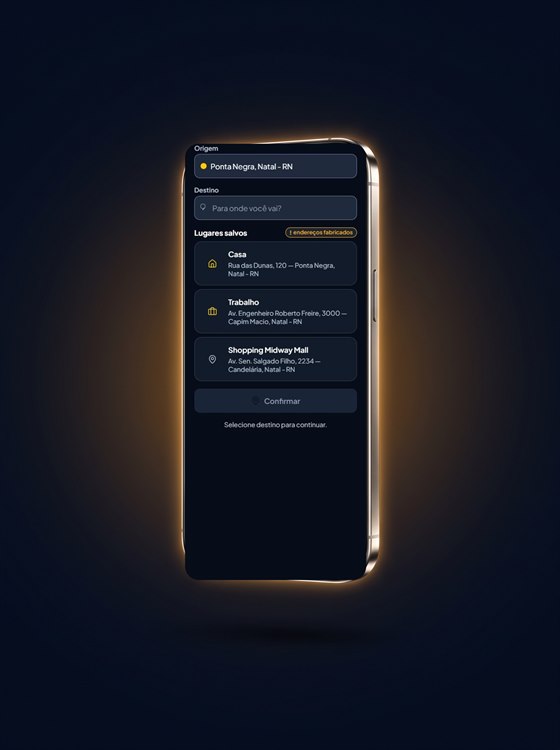 Origem
Ponta Negra, Natal - RN
Destino
Para onde você vai?
Lugares salvos
! endereços fabricados
Casa
Rua das Dunas, 120 — Ponta Negra,
Natal - RN
Trabalho
Av. Engenheiro Roberto Freire, 3000 —
Capim Macio, Natal - RN
Shopping Midway Mall
Av. Sen. Salgado Filho, 2234 —
Candelária, Natal - RN
Confirmar
Selecione destino para continuar.